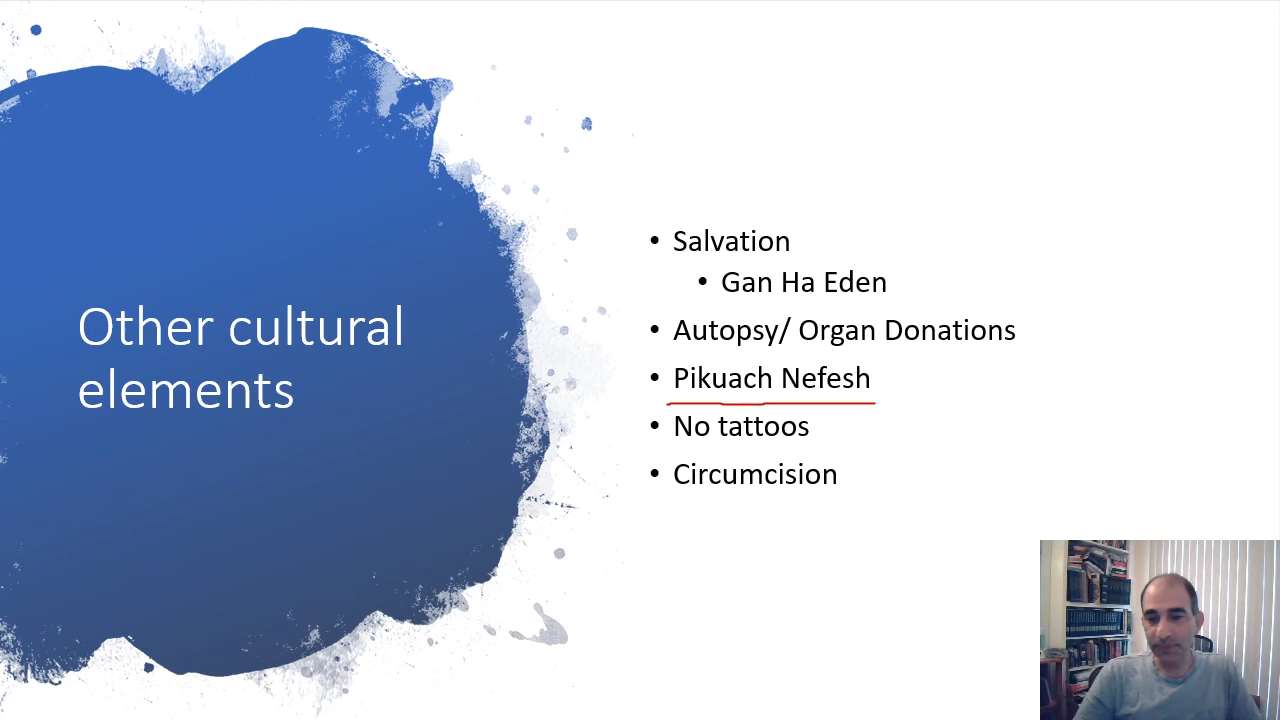 Other cultural
elements
• Salvation
• Gan Ha Eden
• Autopsy/ Organ Donations
• Pikuach Nefesh
• No tattoos
• Circumcision